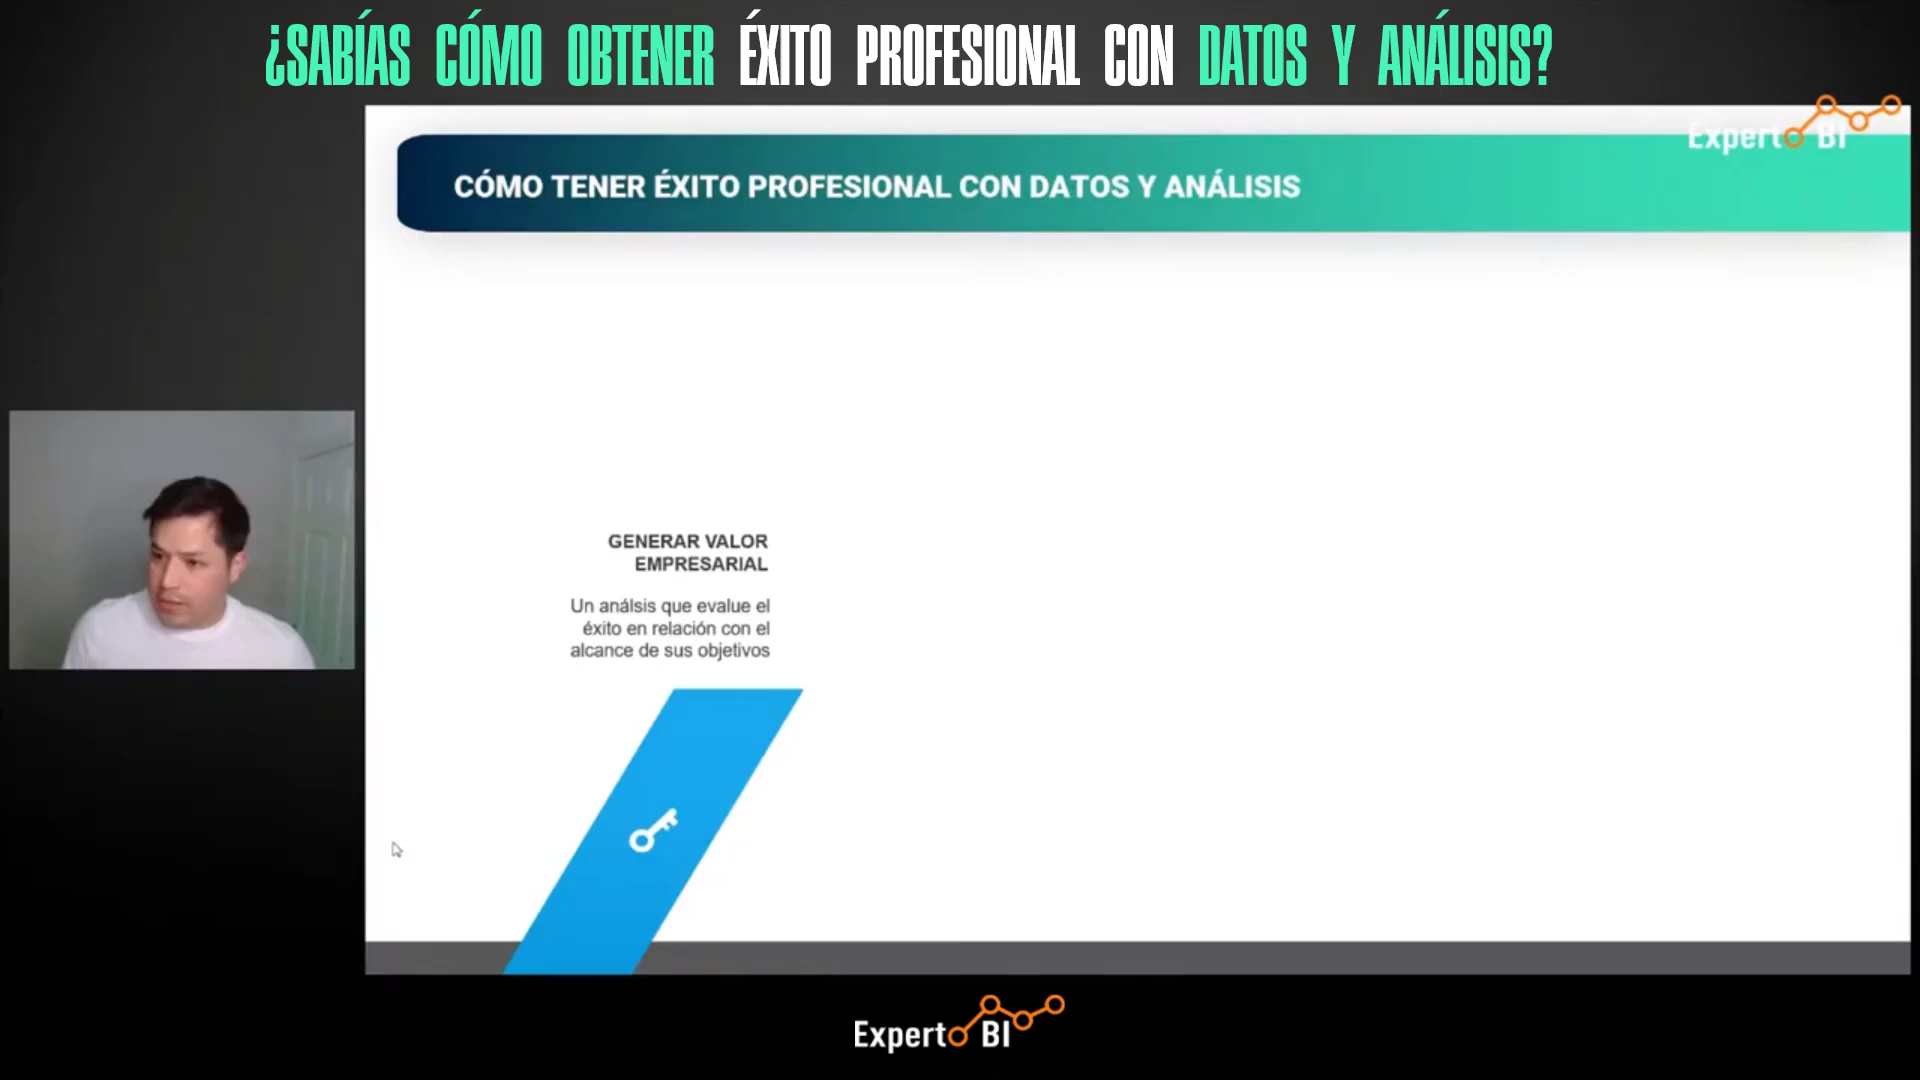 ¿SABÍAS CÓMO OBTENER ÉXITO PROFESIONAL CON DATOS Y ANÁLISIS?
Experto BI
CÓMO TENER ÉXITO PROFESIONAL CON DATOS Y ANÁLISIS
GENERAR VALOR
EMPRESARIAL
Un análsis que evalue el
éxito en relación con el
alcance de sus objetivos
Experto BI